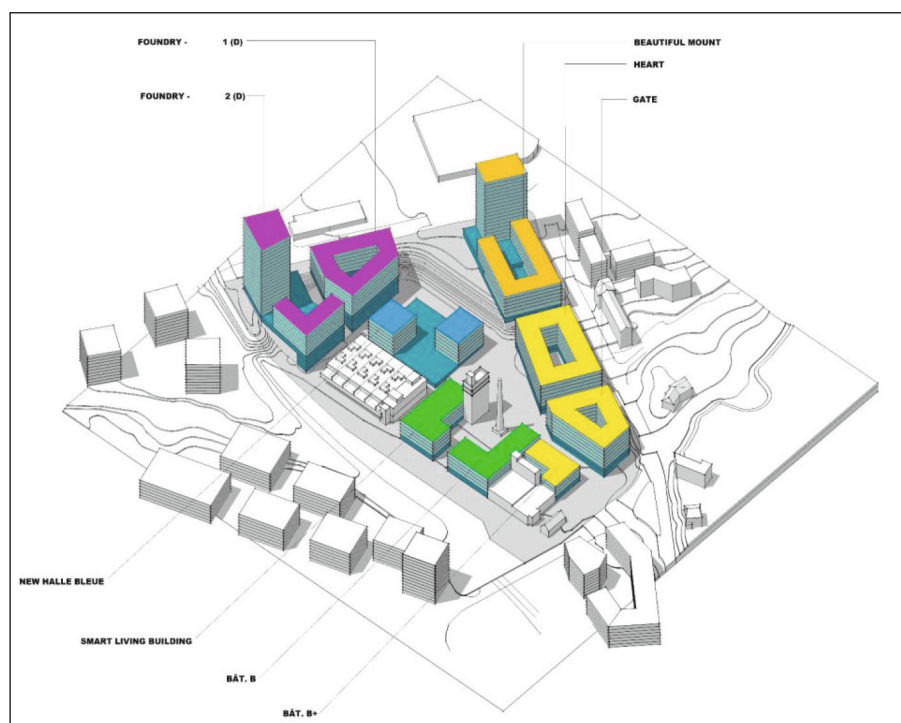 FOUNDRY - 1 (D)
BEAUTIFUL MOUNT
HEART
FOUNDRY - 2 (D)
GATE
NEW HALLE BLEUE
SMART LIVING BUILDING
BÂT. B
BÂT. B+